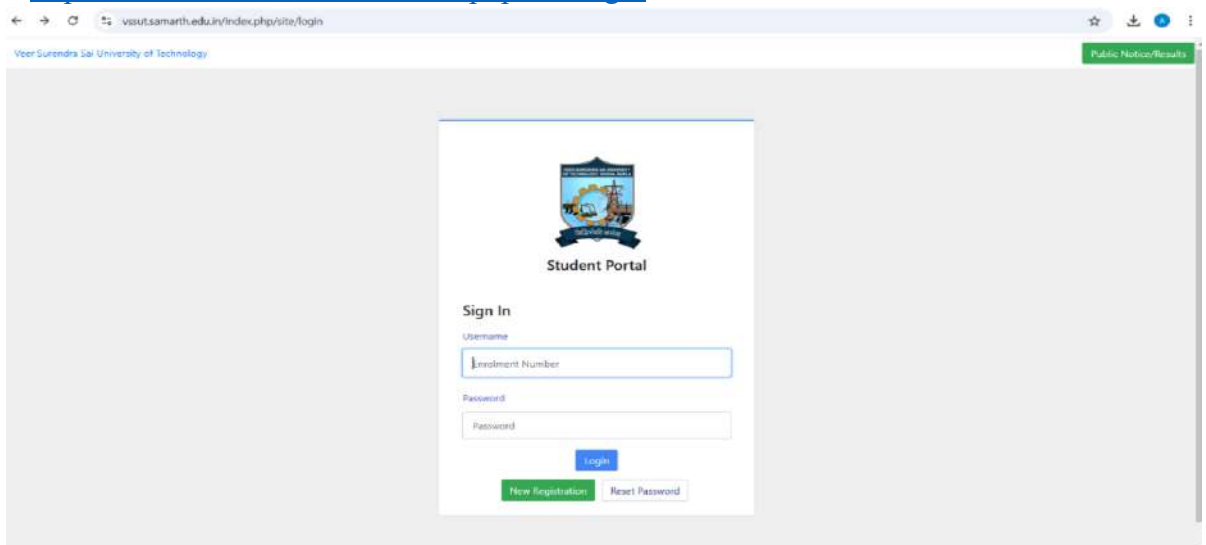 vssut.samarth.edu.in/index.php/site/login
Veer Surendra Sai University of Technology
Public Notice/Results
Student Portal
Sign In
Username
Enrolment Number
Password
Password
Login
New Registration
Reset Password